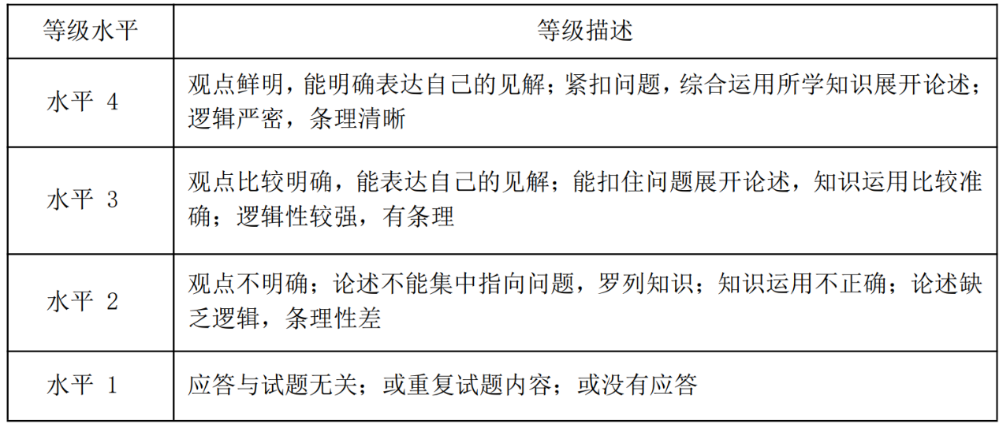 等级水平 等级描述
水平 4
观点鲜明，能明确表达自己的见解；紧扣问题，综合运用所学知识展开论述；
逻辑严密，条理清晰
水平 3
观点比较明确，能表达自己的见解；能扣住问题展开论述，知识运用比较准
确；逻辑性较强，有条理
水平 2
观点不明确；论述不能集中指向问题，罗列知识；知识运用不正确；论述缺
乏逻辑，条理性差
水平 1
应答与试题无关；或重复试题内容；或没有应答